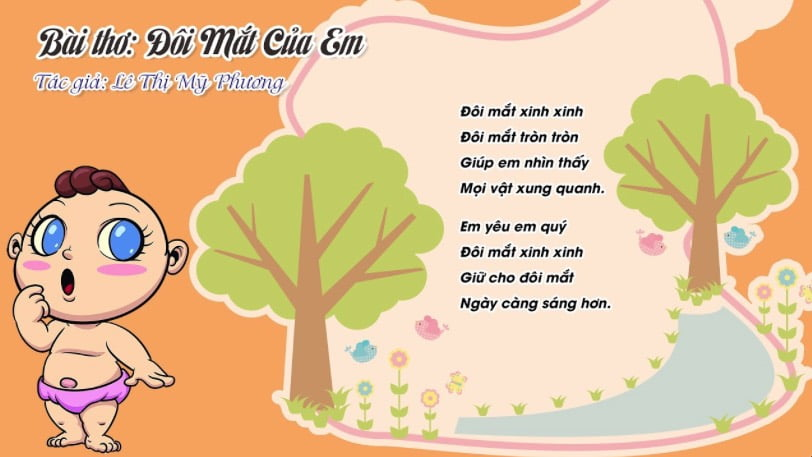 Bài thơ: Đôi Mắt Của Em
Tác giả: Lê Thị Mỹ Phương
Đôi mắt xinh xinh
Đôi mắt tròn tròn
Giúp em nhìn thấy
Mọi vật xung quanh.
Em yêu em quý
Đôi mắt xinh xinh
Giữ cho đôi mắt
Ngày càng sáng hơn.